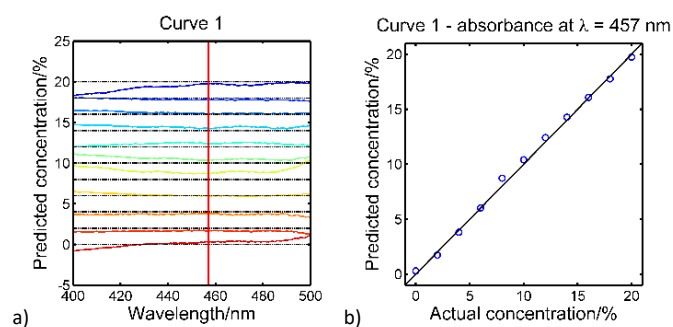 Curve 1
Predicted concentration/%
25
20
15
10
5
0
-5
400
420
440
460
480
500
Wavelength/nm
a)
Curve 1 - absorbance at λ = 457 nm
Predicted concentration/%
20
15
10
5
0
0
5
10
15
20
Actual concentration/%
b)